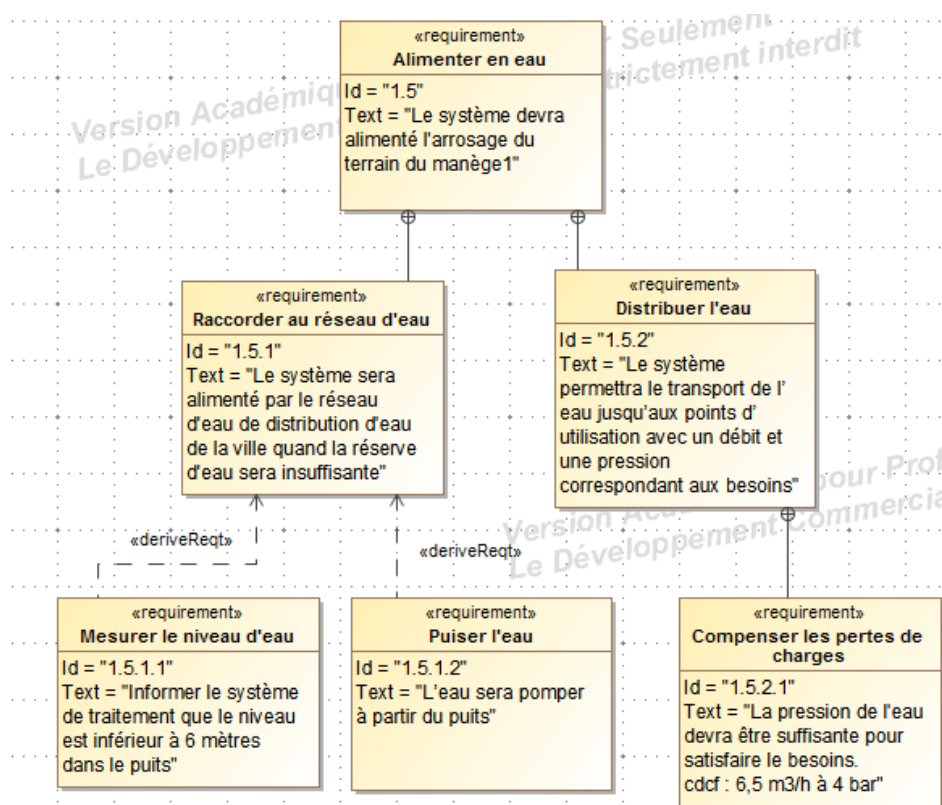 «requirement»
Alimenter en eau
Id = "1.5"
Text = "Le système devra
alimenté l'arrosage du
terrain du manège1"
Seulement
interdit
Version
Le Développement
«requirement»
Raccorder au réseau d'eau
Id = "1.5.1"
Text = "Le système sera
alimenté par le réseau
d'eau de distribution d'eau
de la ville quand la réserve
d'eau sera insuffisante"
«requirement»
Distribuer l'eau
Id = "1.5.2"
Text = "Le système
permettra le transport de l'
eau jusqu'aux points d'
utilisation avec un débit et
une pression
correspondant aux besoins"
pour
Version
Le Développement
«deriveReqt»
«deriveReqt»
«requirement»
Mesurer le niveau d'eau
Id = "1.5.1.1"
Text = "Informer le système
de traitement que le niveau
est inférieur à 6 mètres
dans le puits"
«requirement»
Puiser l'eau
Id = "1.5.1.2"
Text = "L'eau sera pomper
à partir du puits"
«requirement»
Compenser les pertes de
charges
Id = "1.5.2.1"
Text = "La pression de l'eau
devra être suffisante pour
satisfaire le besoins.
cdcf : 6,5 m3/h à 4 bar"